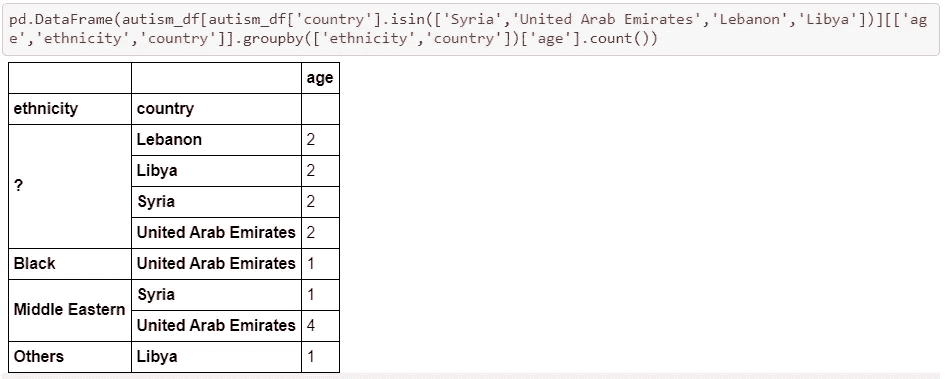 pd.DataFrame(autism_df[autism_df['country'].isin(['Syria','United Arab Emirates','Lebanon','Libya'])][['ag
e','ethnicity','country']].groupby(['ethnicity','country'])['age'].count())
age
ethnicity country
? Lebanon 2
Libya 2
Syria 2
United Arab Emirates 2
Black United Arab Emirates 1
Middle Eastern Syria 1
United Arab Emirates 4
Others Libya 1